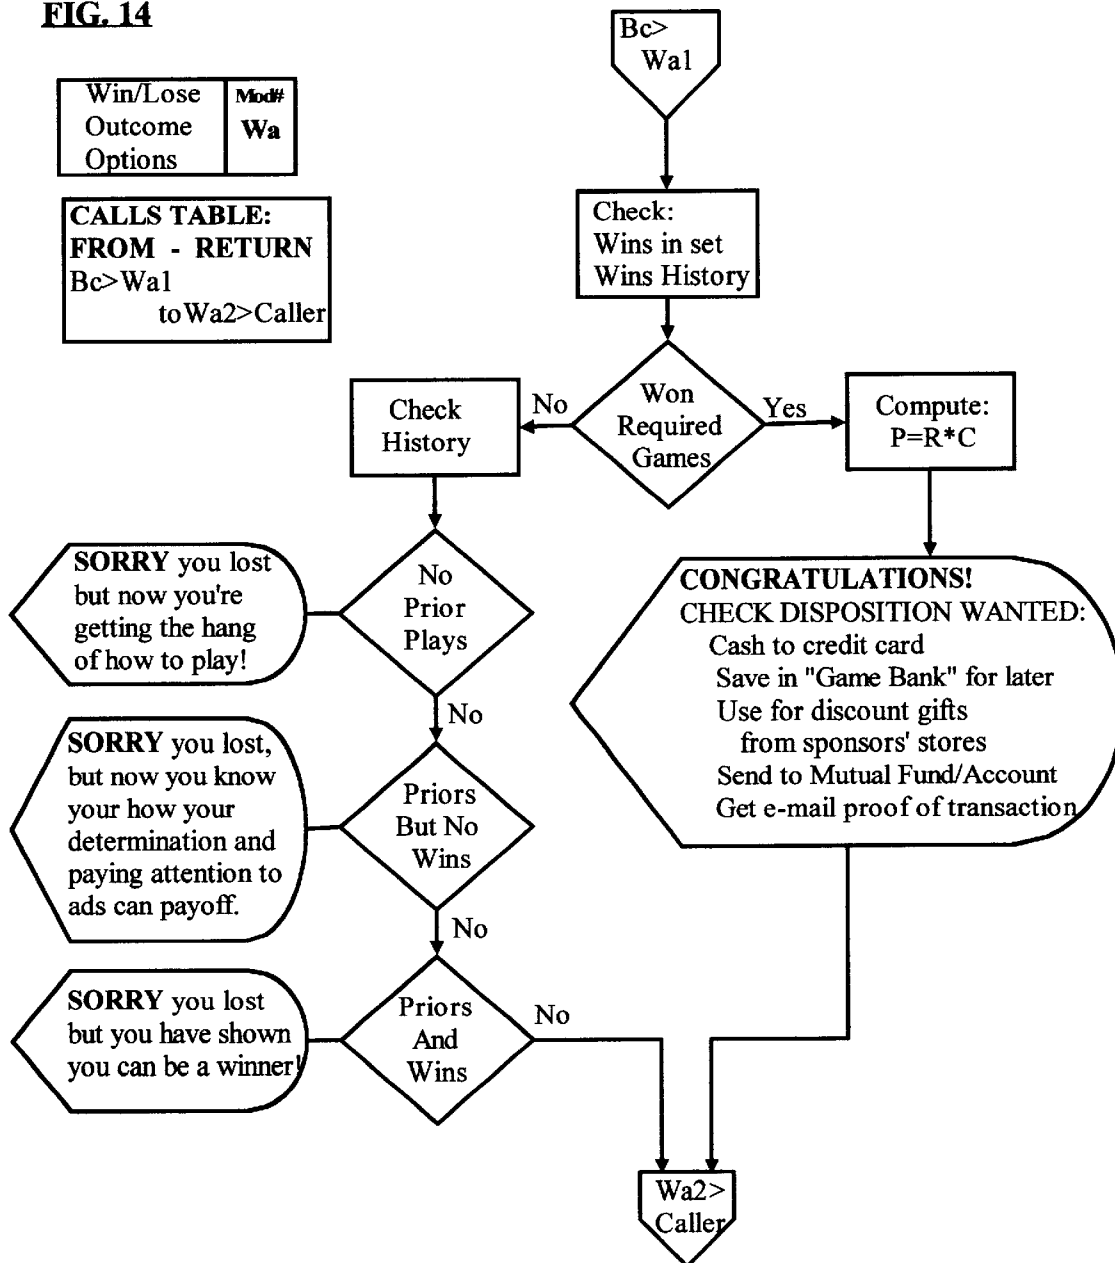 FIG. 14
Bc>
Wa1
Win/Lose
Outcome
Options
Mod#
Wa
CALLS TABLE:
FROM - RETURN
Bc>Wa1
toWa2>Caller
Check:
Wins in set
Wins History
Won
Required
Games
No
Yes
Check
History
Compute:
P=R*C
No
Prior
Plays
SORRY you lost
but now you're
getting the hang
of how to play!
CONGRATULATIONS!
CHECK DISPOSITION WANTED:
Cash to credit card
Save in "Game Bank" for later
Use for discount gifts
from sponsors' stores
Send to Mutual Fund/Account
Get e-mail proof of transaction
No
SORRY you lost,
but now you know
your how your
determination and
paying attention to
ads can payoff.
Priors
But No
Wins
No
SORRY you lost
but you have shown
you can be a winner!
Priors
And
Wins
No
Wa2>
Caller